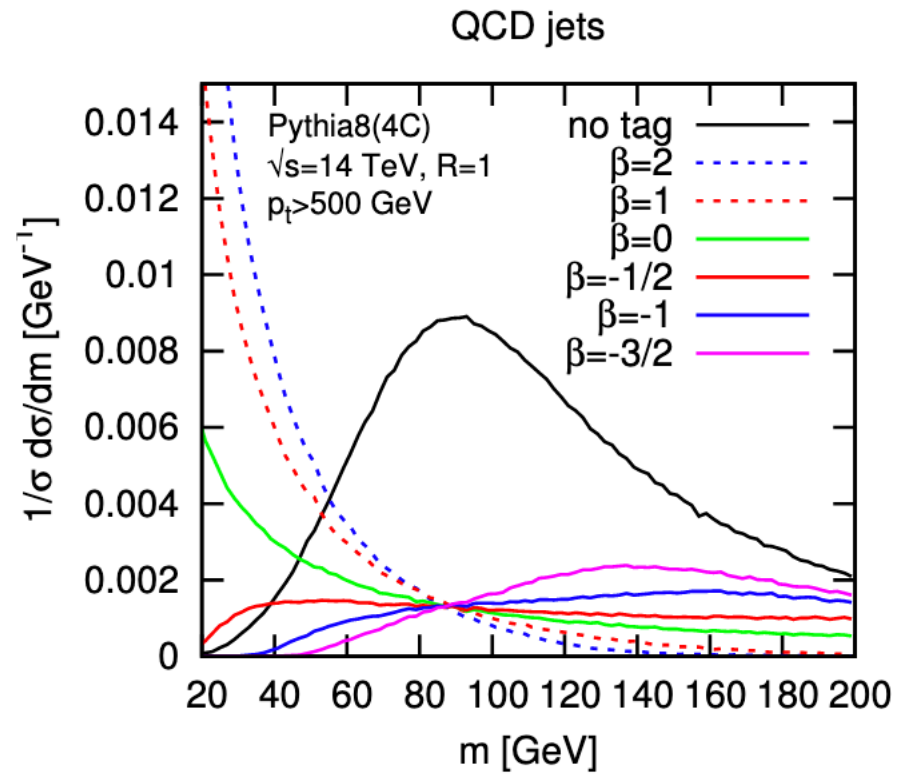 QCD jets
Pythia8(4C)
√s=14 TeV, R=1
pt>500 GeV
no tag
β=2
β=1
β=0
β=-1/2
β=-1
β=-3/2
1/σ dσ/dm [GeV⁻¹]
0.014
0.012
0.01
0.008
0.006
0.004
0.002
0
20 40 60 80 100 120 140 160 180 200
m [GeV]